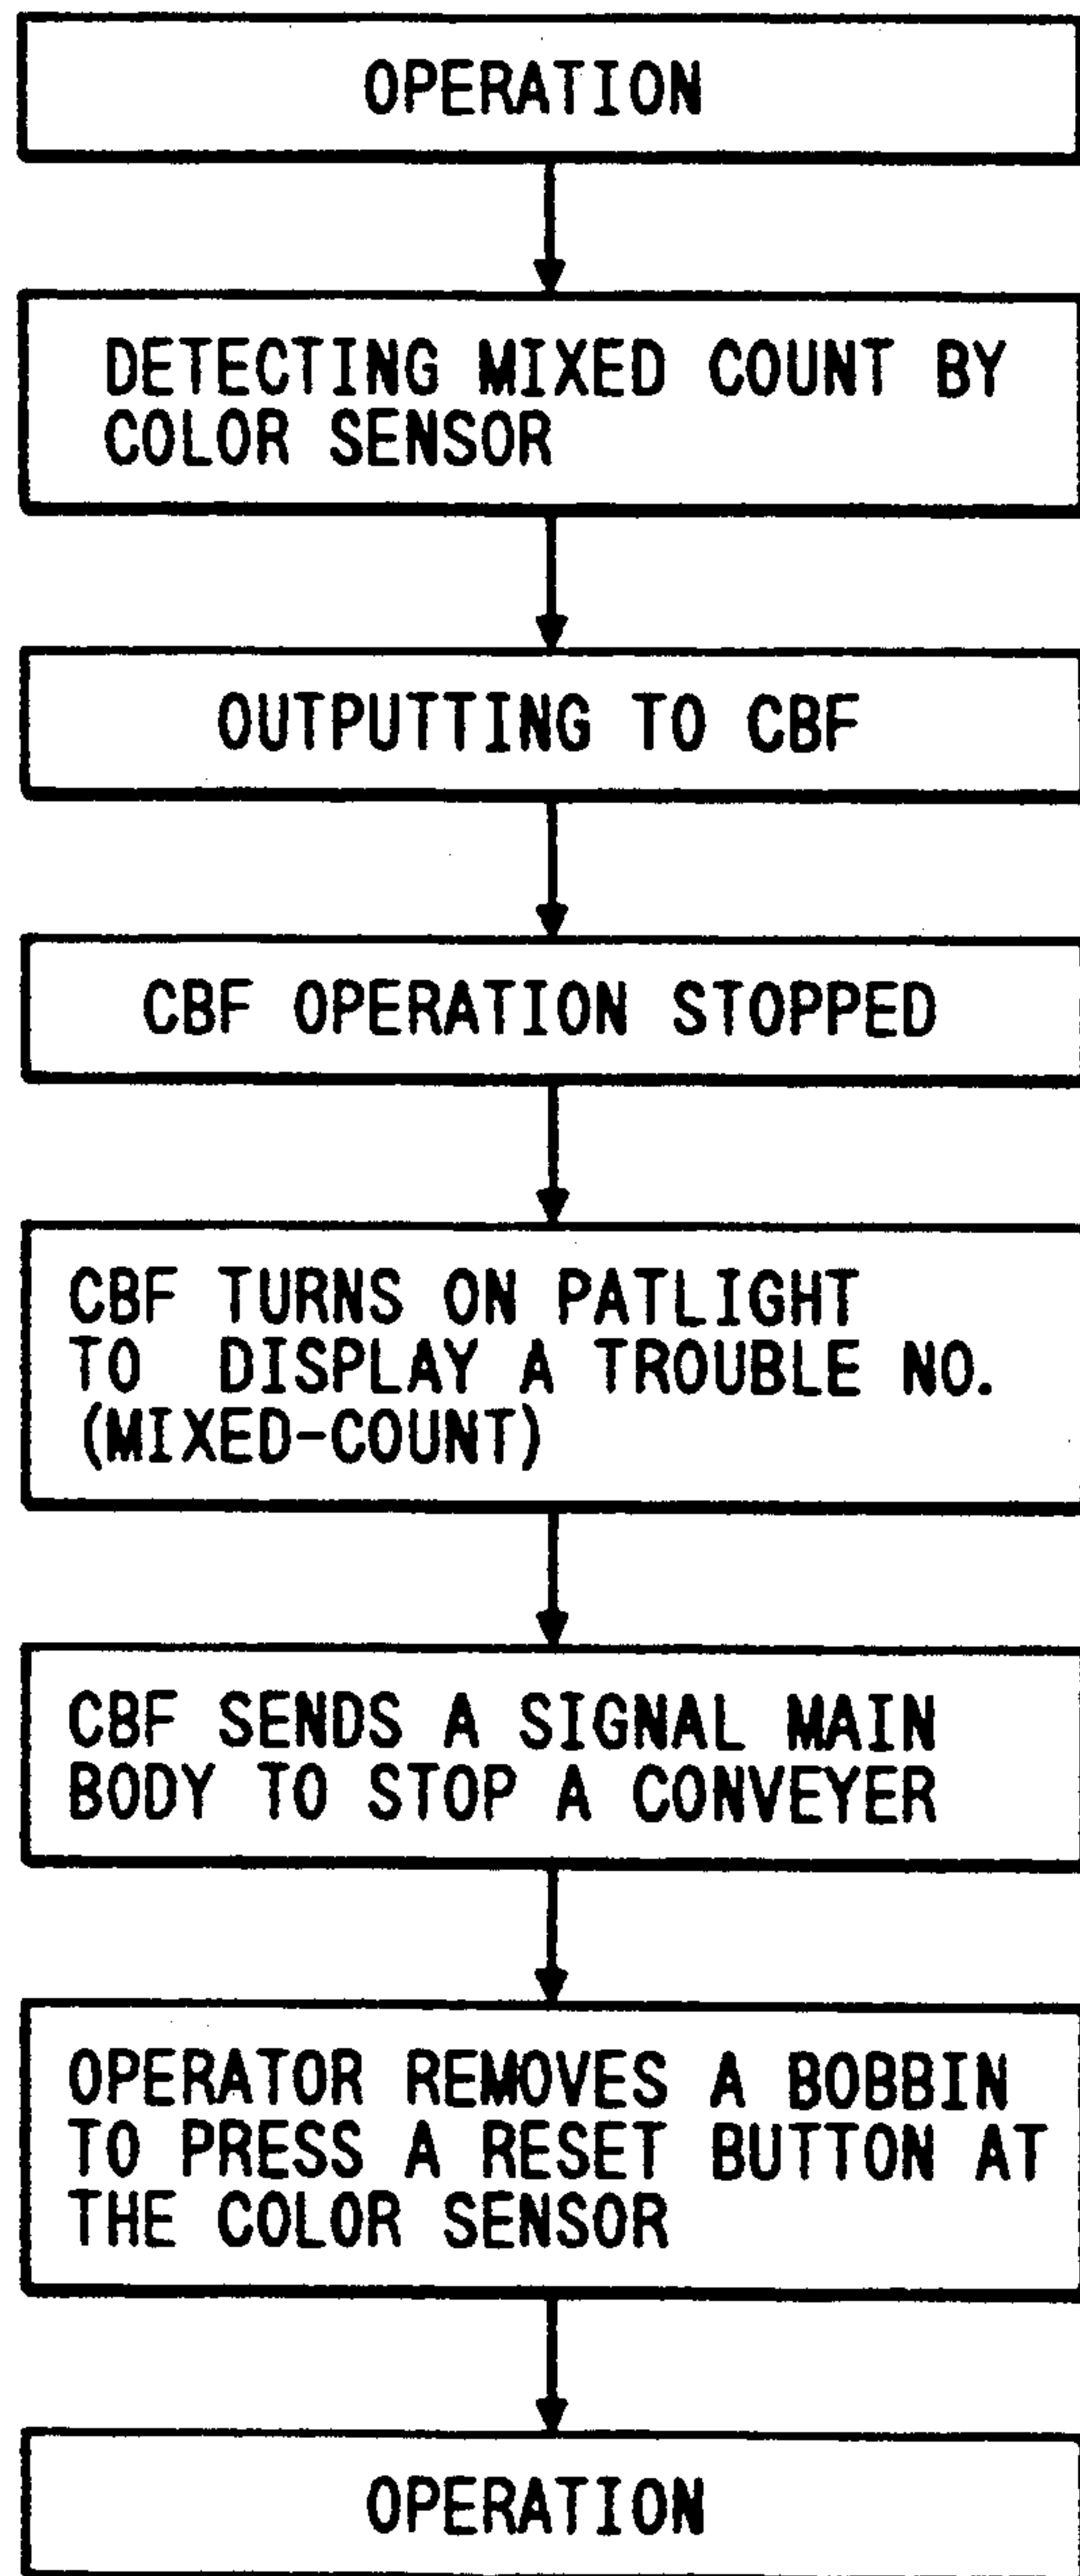 OPERATION
DETECTING MIXED COUNT BY
COLOR SENSOR
OUTPUTTING TO CBF
CBF OPERATION STOPPED
CBF TURNS ON PATLIGHT
TO DISPLAY A TROUBLE NO.
(MIXED-COUNT)
CBF SENDS A SIGNAL MAIN
BODY TO STOP A CONVEYER
OPERATOR REMOVES A BOBBIN
TO PRESS A RESET BUTTON AT
THE COLOR SENSOR
OPERATION